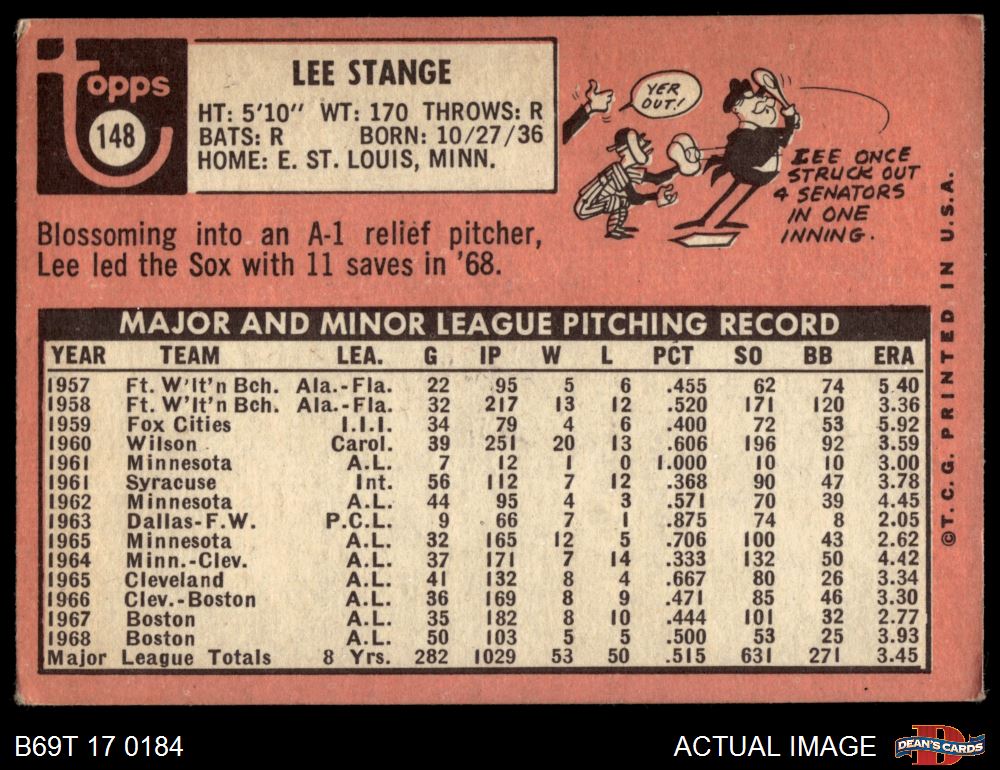 topps
148
LEE STANGE
HT: 5'10" WT: 170 THROWS: R
BATS: R BORN: 10/27/36
HOME: E. ST. LOUIS, MINN.
YER
OUT!
LEE ONCE
STRUCK OUT
4 SENATORS
IN ONE
INNING.
Blossoming into an A-1 relief pitcher,
Lee led the Sox with 11 saves in '68.
MAJOR AND MINOR LEAGUE PITCHING RECORD
YEAR TEAM LEA. G IP W L PCT SO BB ERA
1957 Ft. W'lt'n Bch. Ala.-Fla. 22 95 5 6 .455 62 74 5.40
1958 Ft. W'lt'n Bch. Ala.-Fla. 32 217 13 12 .520 171 120 3.36
1959 Fox Cities I.I.I. 34 79 4 6 .400 72 53 5.92
1960 Wilson Carol. 39 251 20 13 .606 196 92 3.59
1961 Minnesota A.L. 7 12 1 0 1.000 10 10 3.00
1961 Syracuse Int. 56 112 7 12 .368 90 47 3.78
1962 Minnesota A.L. 44 95 4 3 .571 70 39 4.45
1963 Dallas-F.W. P.C.L. 9 66 7 1 .875 74 8 2.05
1965 Minnesota A.L. 32 165 12 5 .706 100 43 2.62
1964 Minn.-Clev. A.L. 37 171 7 14 .333 132 50 4.42
1965 Cleveland A.L. 41 132 8 4 .667 80 26 3.34
1966 Clev.-Boston A.L. 36 169 8 9 .471 85 46 3.30
1967 Boston A.L. 35 182 8 10 .444 101 32 2.77
1968 Boston A.L. 50 103 5 5 .500 53 25 3.93
Major League Totals 8 Yrs. 282 1029 53 50 .515 631 271 3.45
©T.C.G. PRINTED IN U.S.A.
B69T 17 0184
ACTUAL IMAGE
D
DEAN'S CARDS